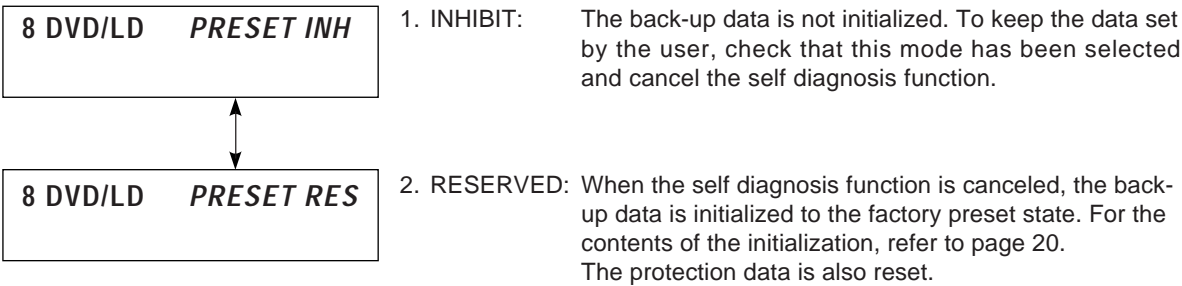 8 DVD/LD PRESET INH
1. INHIBIT: The back-up data is not initialized. To keep the data set
by the user, check that this mode has been selected
and cancel the self diagnosis function.
8 DVD/LD PRESET RES
2. RESERVED: When the self diagnosis function is canceled, the back-
up data is initialized to the factory preset state. For the
contents of the initialization, refer to page 20.
The protection data is also reset.